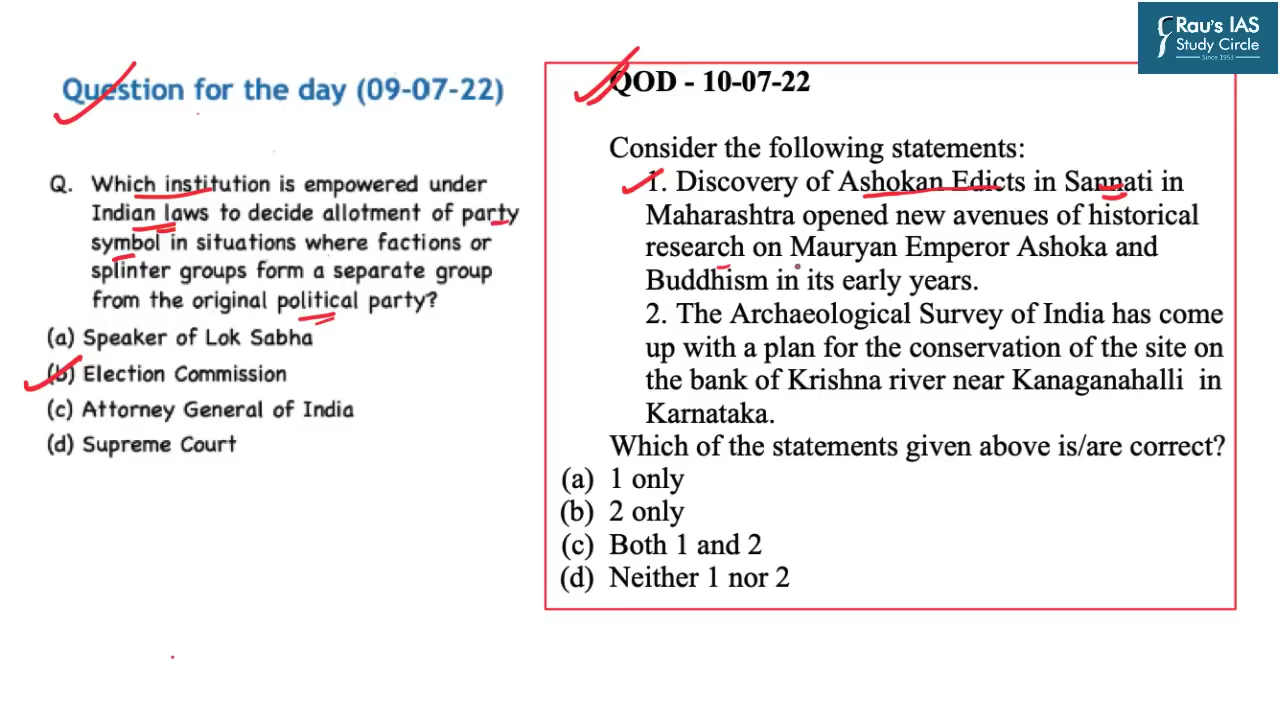 Rau's IAS
Study Circle
Since 1953
Question for the day (09-07-22)
Q. Which institution is empowered under
Indian laws to decide allotment of party
symbol in situations where factions or
splinter groups form a separate group
from the original political party?
(a) Speaker of Lok Sabha
(b) Election Commission
(c) Attorney General of India
(d) Supreme Court
QOD - 10-07-22
Consider the following statements:
1. Discovery of Ashokan Edicts in Sannati in
Maharashtra opened new avenues of historical
research on Mauryan Emperor Ashoka and
Buddhism in its early years.
2. The Archaeological Survey of India has come
up with a plan for the conservation of the site on
the bank of Krishna river near Kanaganahalli in
Karnataka.
Which of the statements given above is/are correct?
(a) 1 only
(b) 2 only
(c) Both 1 and 2
(d) Neither 1 nor 2